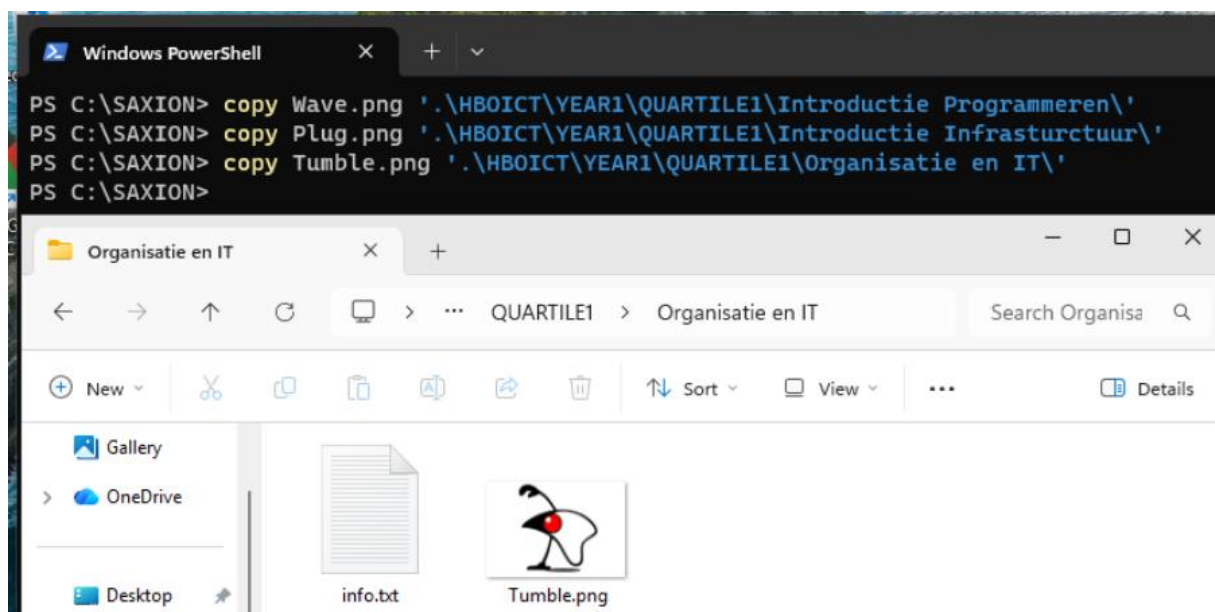 Windows PowerShell
PS C:\SAXION> copy Wave.png '.\HBOICT\YEAR1\QUARTILE1\Introductie Programmeren\'
PS C:\SAXION> copy Plug.png '.\HBOICT\YEAR1\QUARTILE1\Introductie Infrasturctuur\'
PS C:\SAXION> copy Tumble.png '.\HBOICT\YEAR1\QUARTILE1\Organisatie en IT\'
PS C:\SAXION>
Organisatie en IT
QUARTILE1 > Organisatie en IT Search Organisa
New Sort View ... Details
Gallery
OneDrive
Desktop info.txt Tumble.png